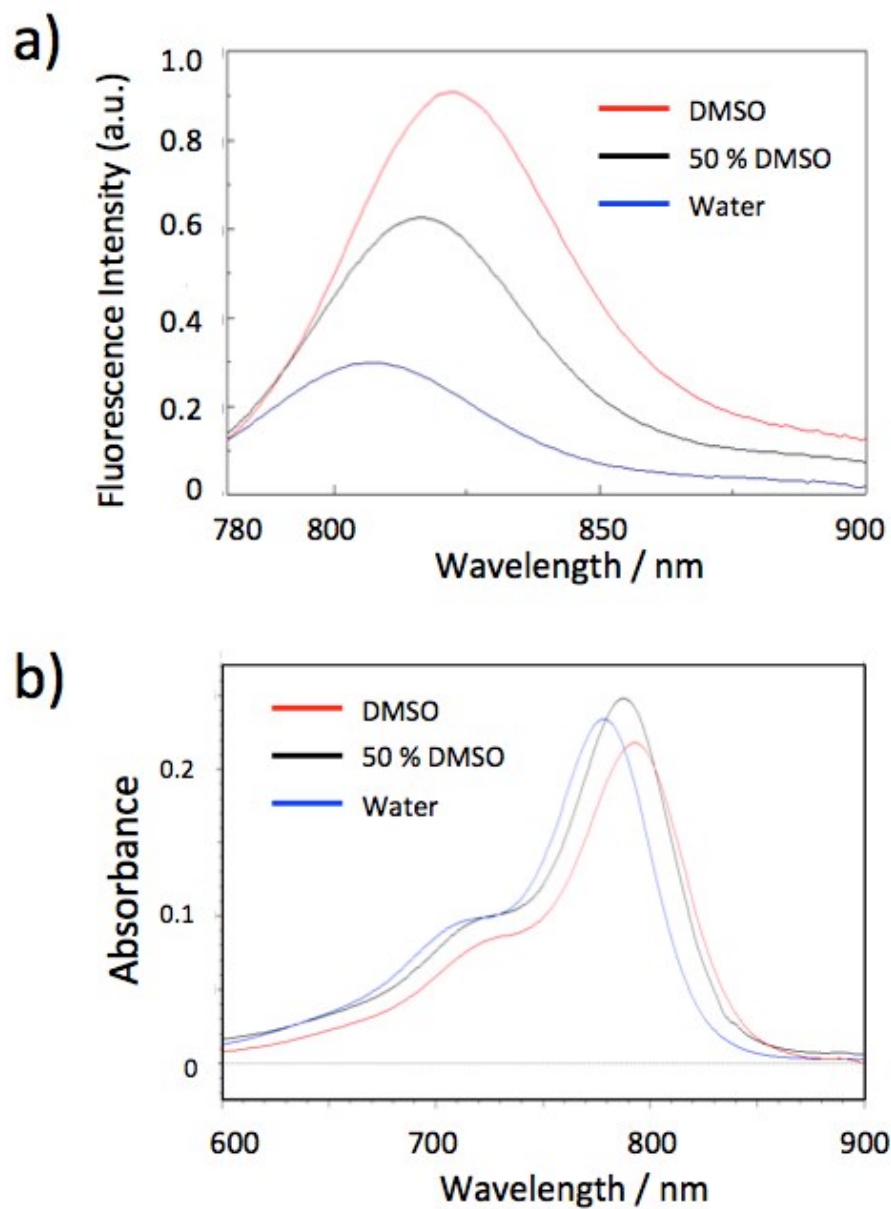 a)
Fluorescence Intensity (a.u.)
1.0
0.8
0.6
0.4
0.2
0
DMSO
50 % DMSO
Water
780 800 850 900
Wavelength / nm
b)
Absorbance
0.2
0.1
0
DMSO
50 % DMSO
Water
600 700 800 900
Wavelength / nm